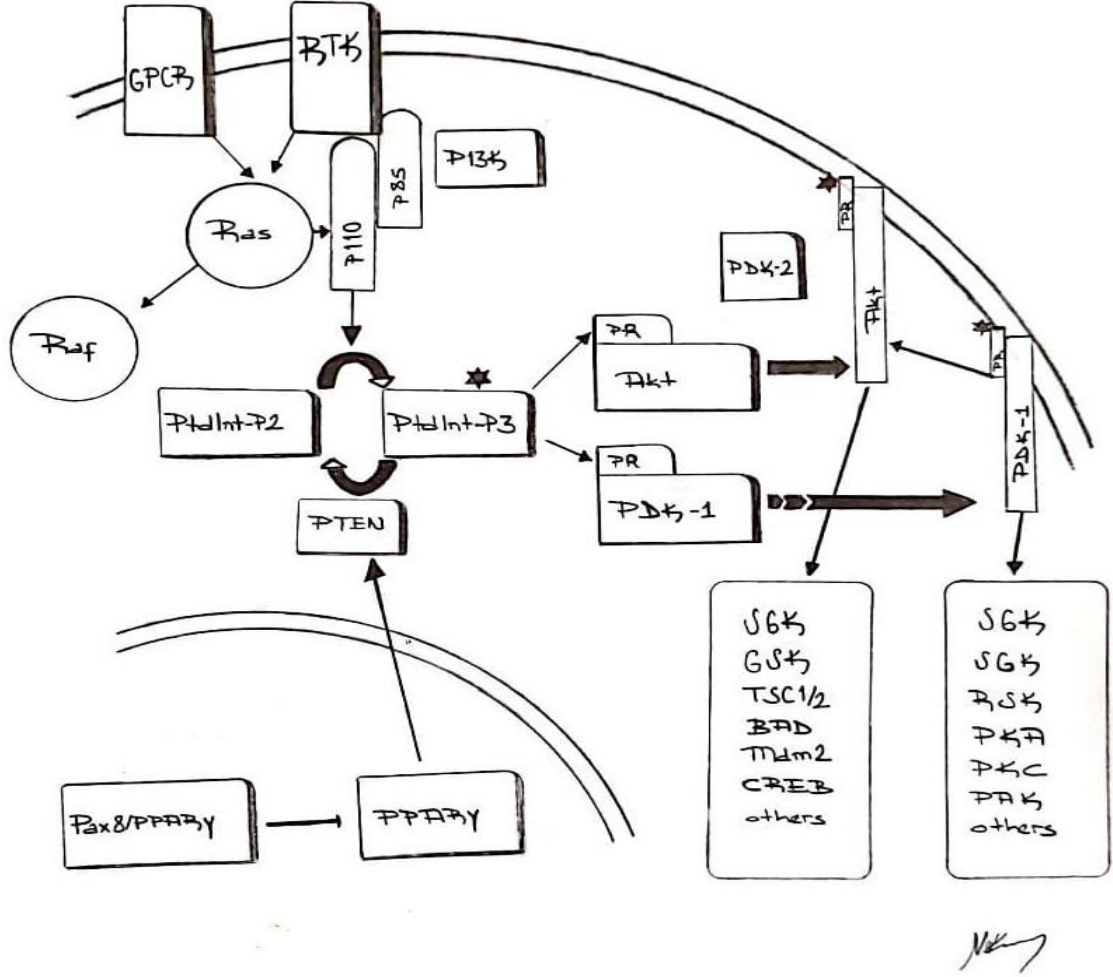 GPCR
RTK
P85
P13K
P110
Ras
Raf
PR
Akt
PDK-2
PR
PDK-1
PR
Akt
PtdInt-P2
PtdInt-P3
PR
PDK-1
PTEN
SGK
GSK
TSC1/2
BAD
Mdm2
CREB
others
SGK
SGK
RSK
PKA
PKC
PAK
others
Pax8/PPARγ
PPARγ